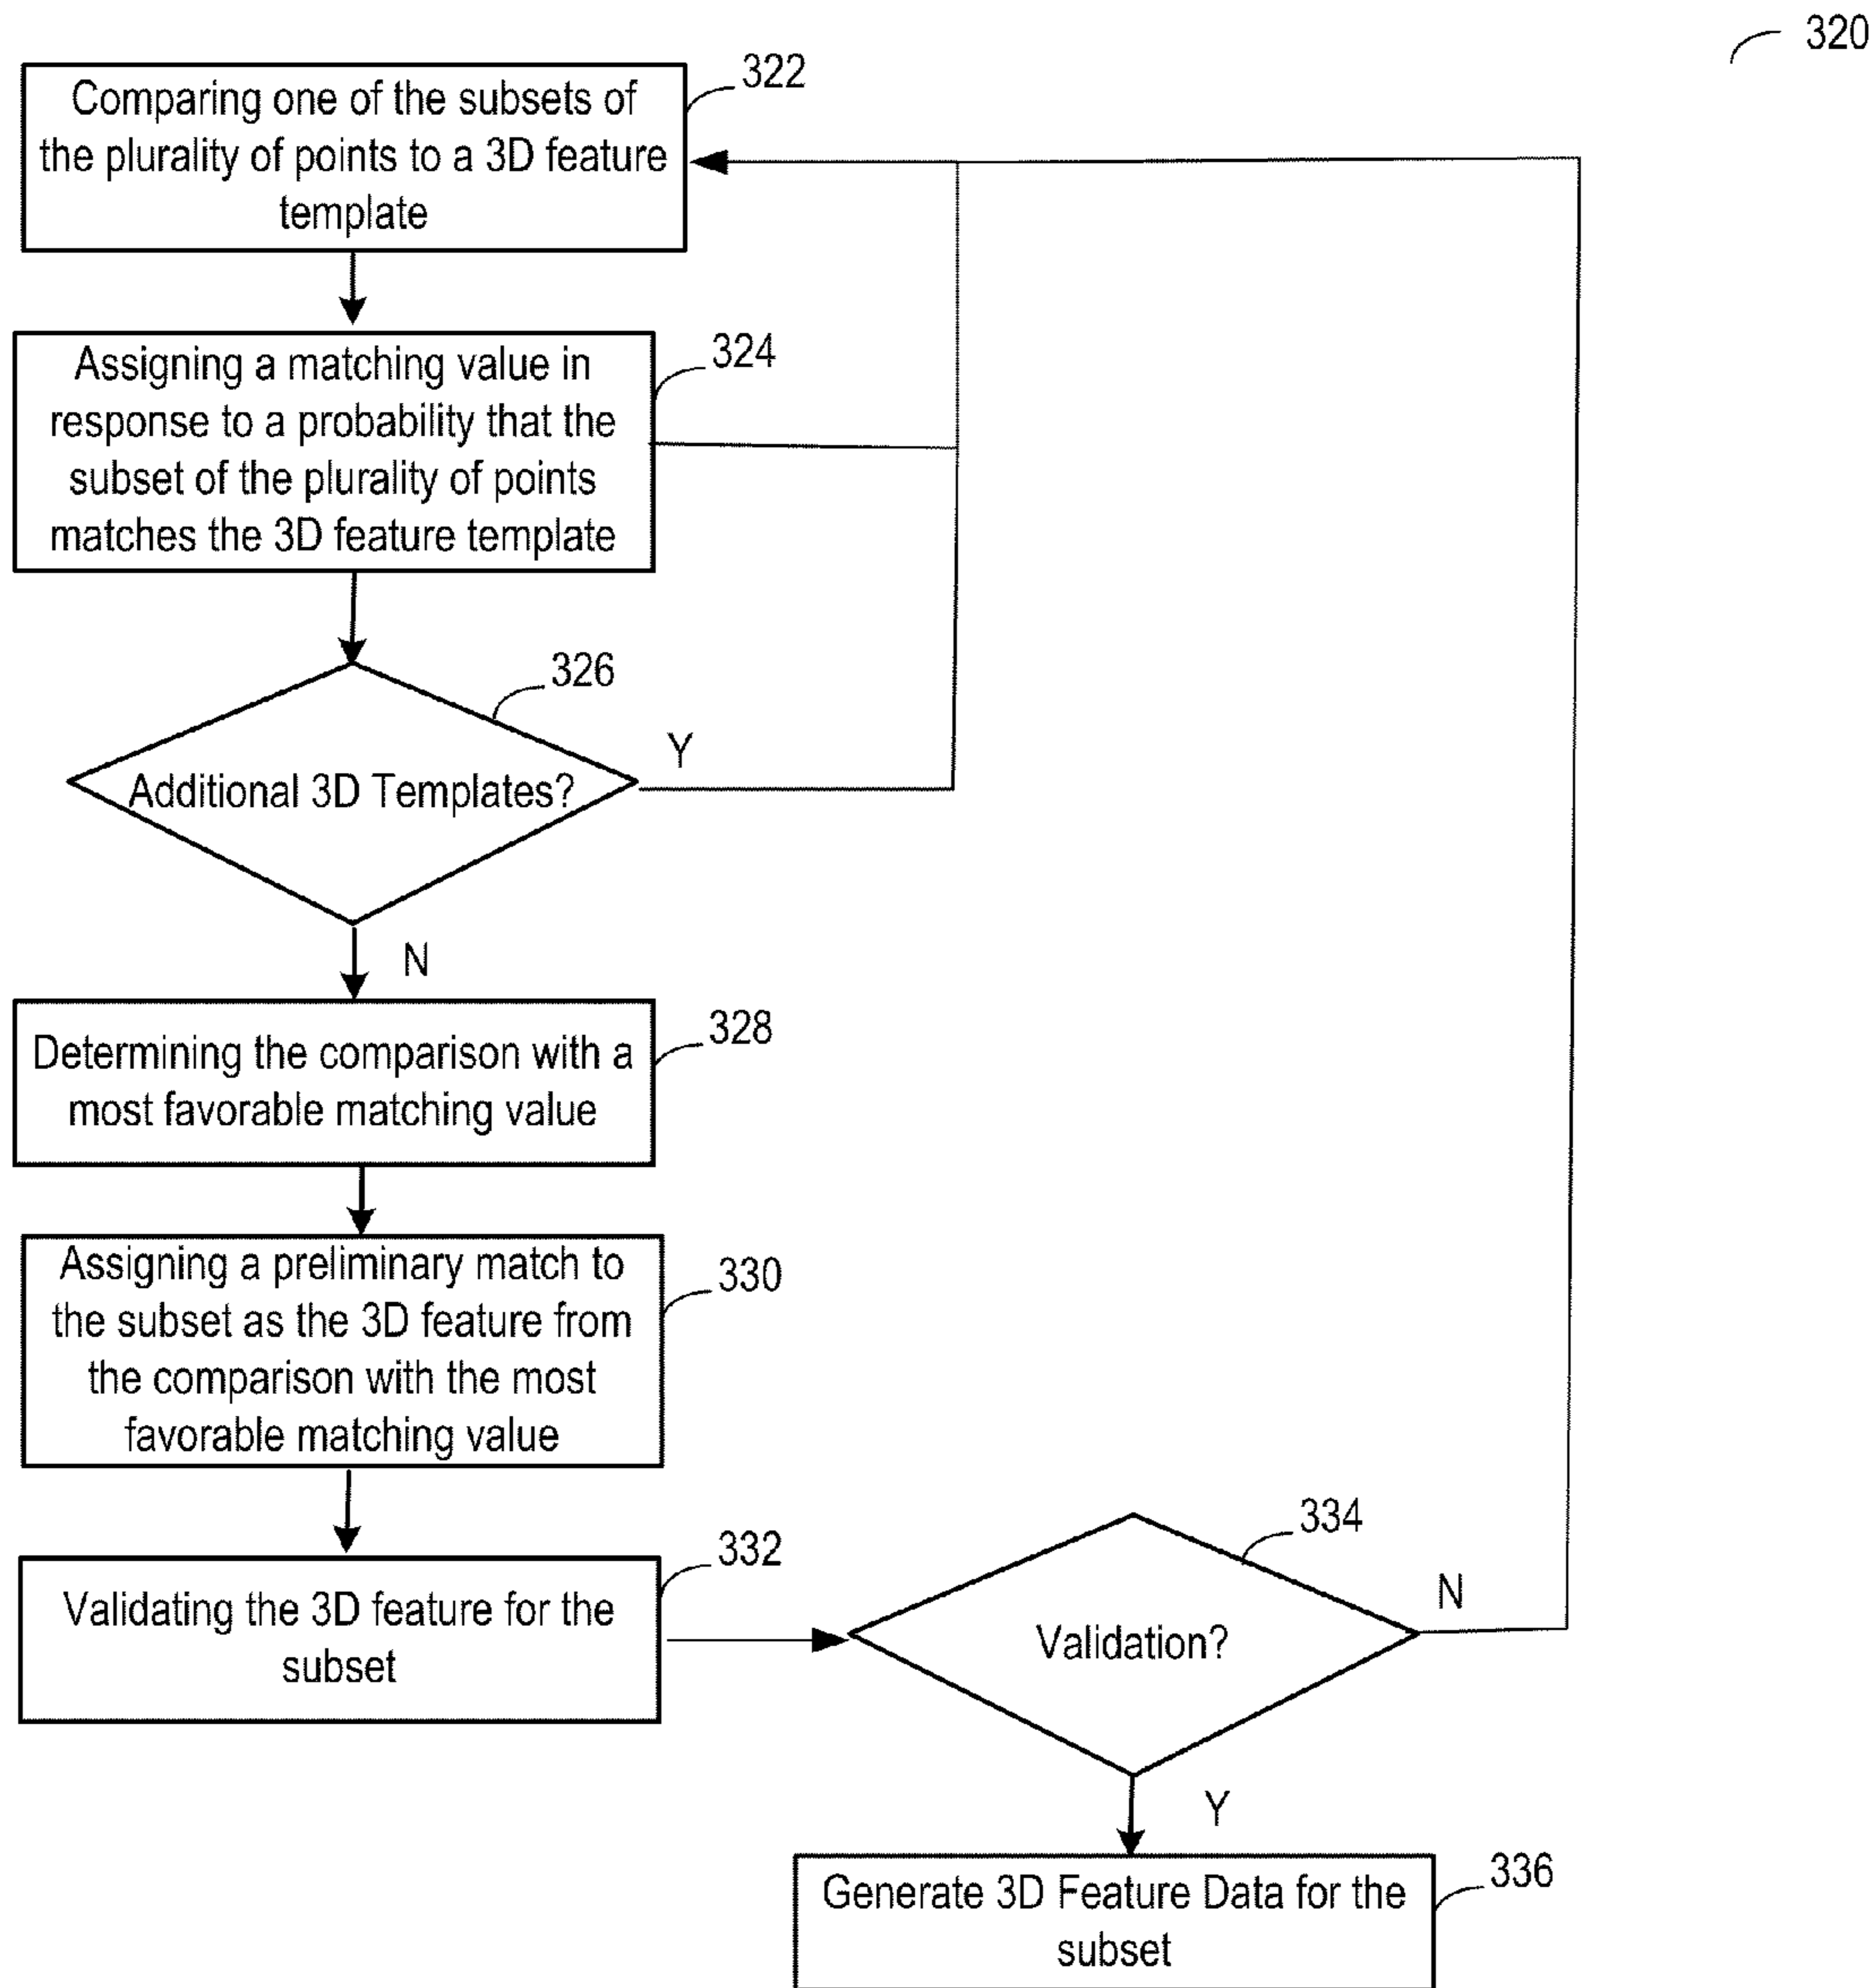 320
322
Comparing one of the subsets of
the plurality of points to a 3D feature
template
324
Assigning a matching value in
response to a probability that the
subset of the plurality of points
matches the 3D feature template
326
Additional 3D Templates?
Y
N
328
Determining the comparison with a
most favorable matching value
330
Assigning a preliminary match to
the subset as the 3D feature from
the comparison with the most
favorable matching value
332
Validating the 3D feature for the
subset
334
Validation?
N
Y
336
Generate 3D Feature Data for the
subset